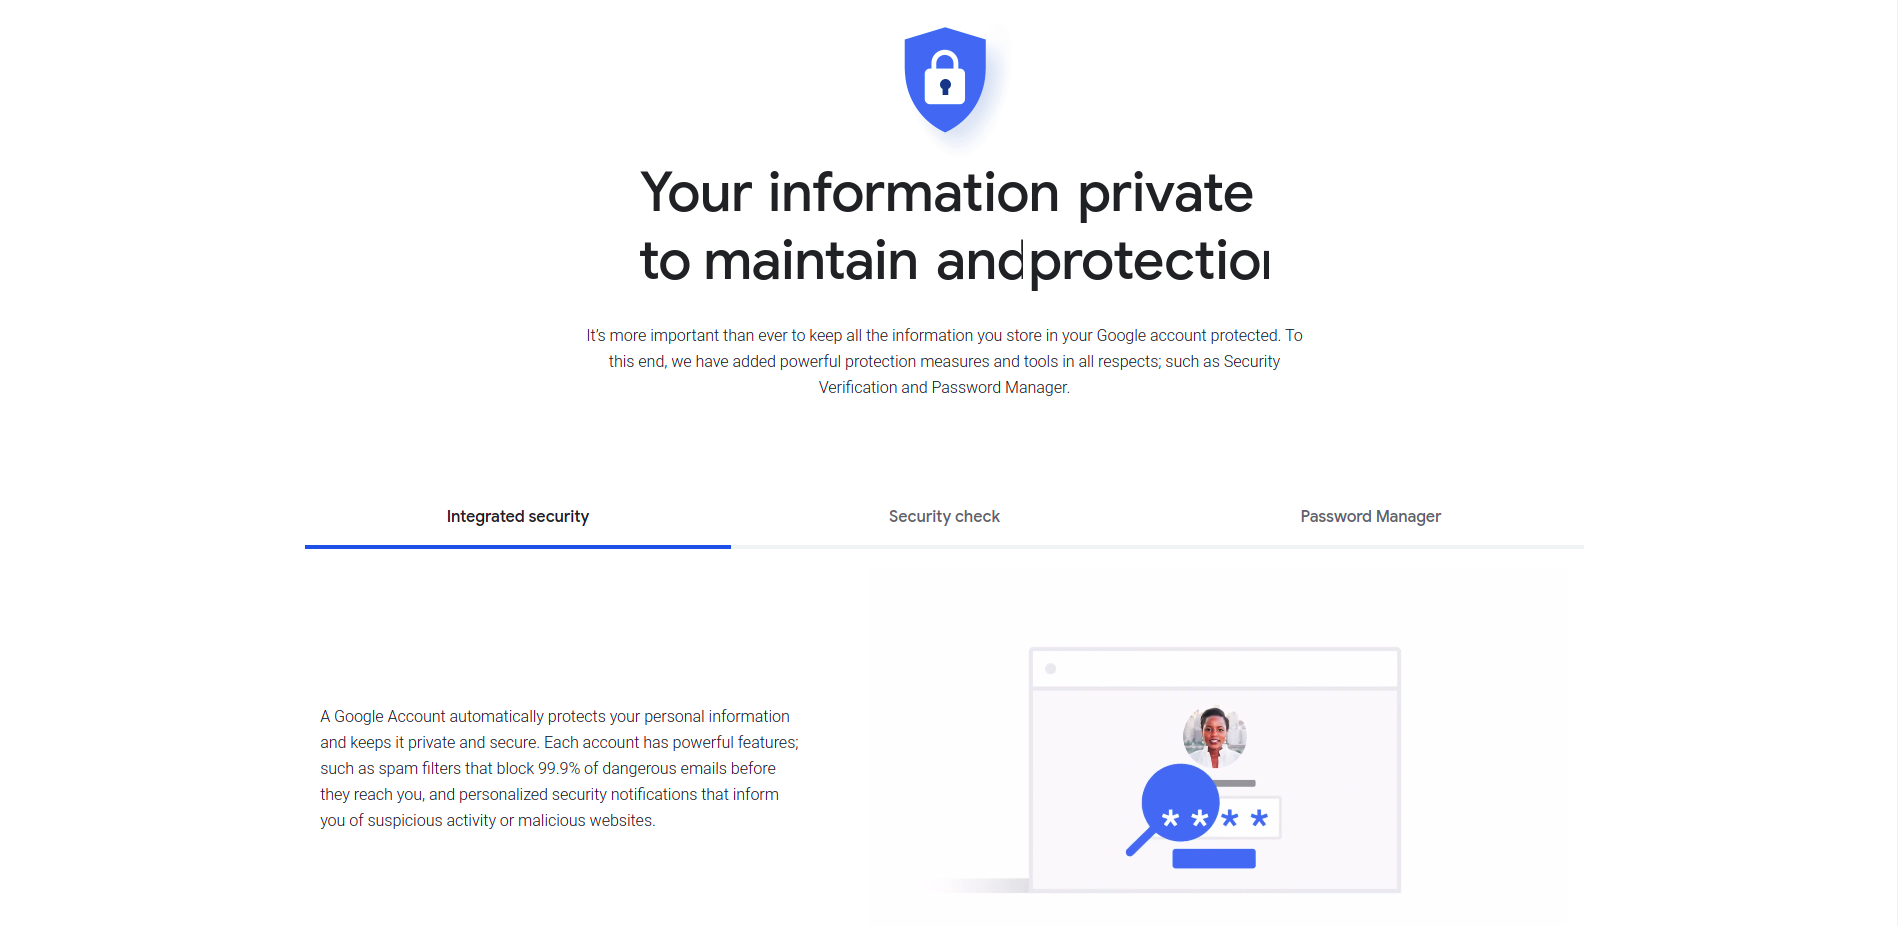 Your information private
to maintain and protection
It's more important than ever to keep all the information you store in your Google account protected. To
this end, we have added powerful protection measures and tools in all respects; such as Security
Verification and Password Manager.
Integrated security
Security check
Password Manager
A Google Account automatically protects your personal information
and keeps it private and secure. Each account has powerful features;
such as spam filters that block 99.9% of dangerous emails before
they reach you, and personalized security notifications that inform
you of suspicious activity or malicious websites.
* * * *